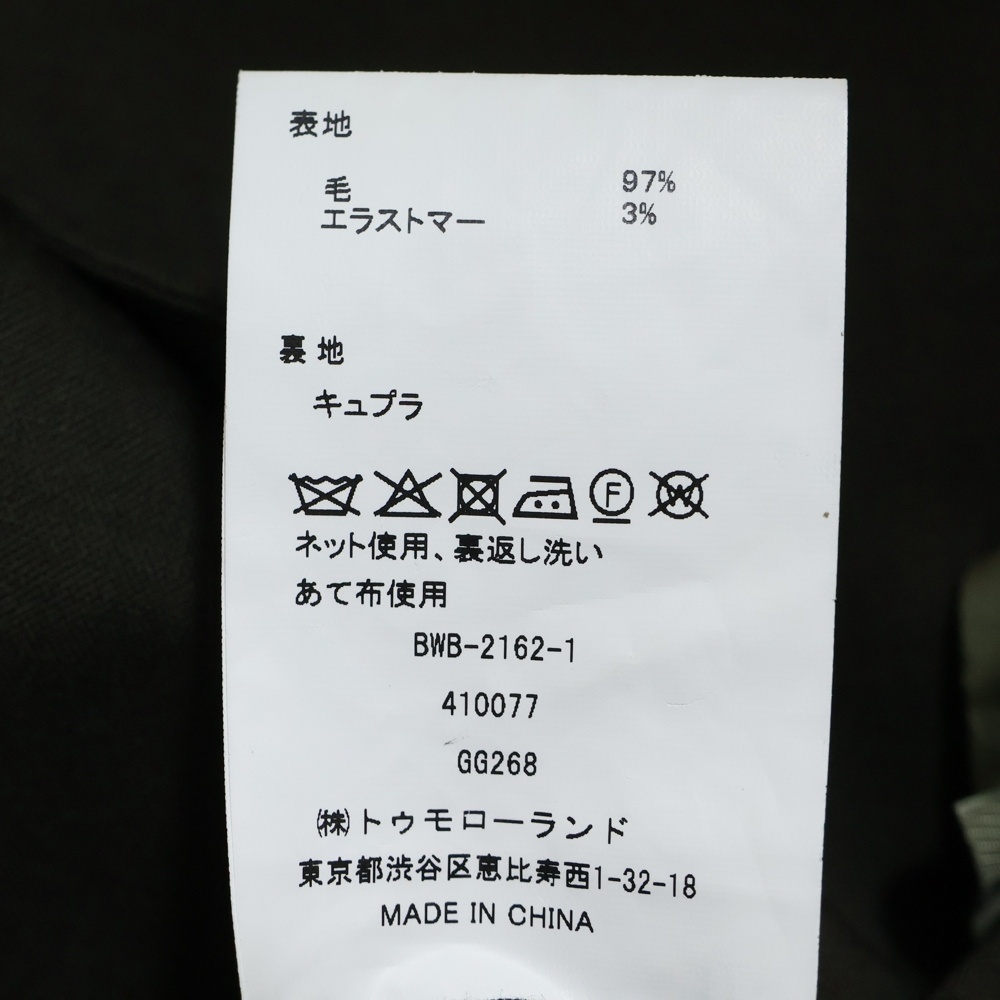 表地
毛 97%
エラストマー 3%
裏地
キュプラ
F W
ネット使用、裏返し洗い
あて布使用
BWB-2162-1
410077
GG268
㈱トゥモローランド
東京都渋谷区恵比寿西1-32-18
MADE IN CHINA